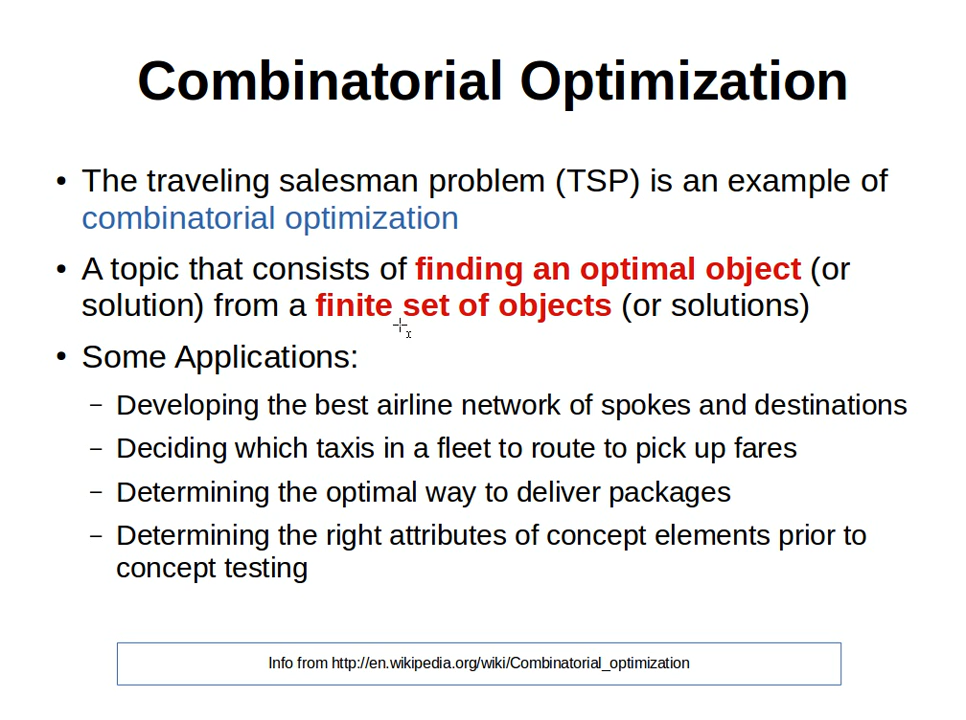 Combinatorial Optimization
• The traveling salesman problem (TSP) is an example of
combinatorial optimization
• A topic that consists of finding an optimal object (or
solution) from a finite set of objects (or solutions)
• Some Applications:
– Developing the best airline network of spokes and destinations
– Deciding which taxis in a fleet to route to pick up fares
– Determining the optimal way to deliver packages
– Determining the right attributes of concept elements prior to
concept testing
Info from http://en.wikipedia.org/wiki/Combinatorial_optimization